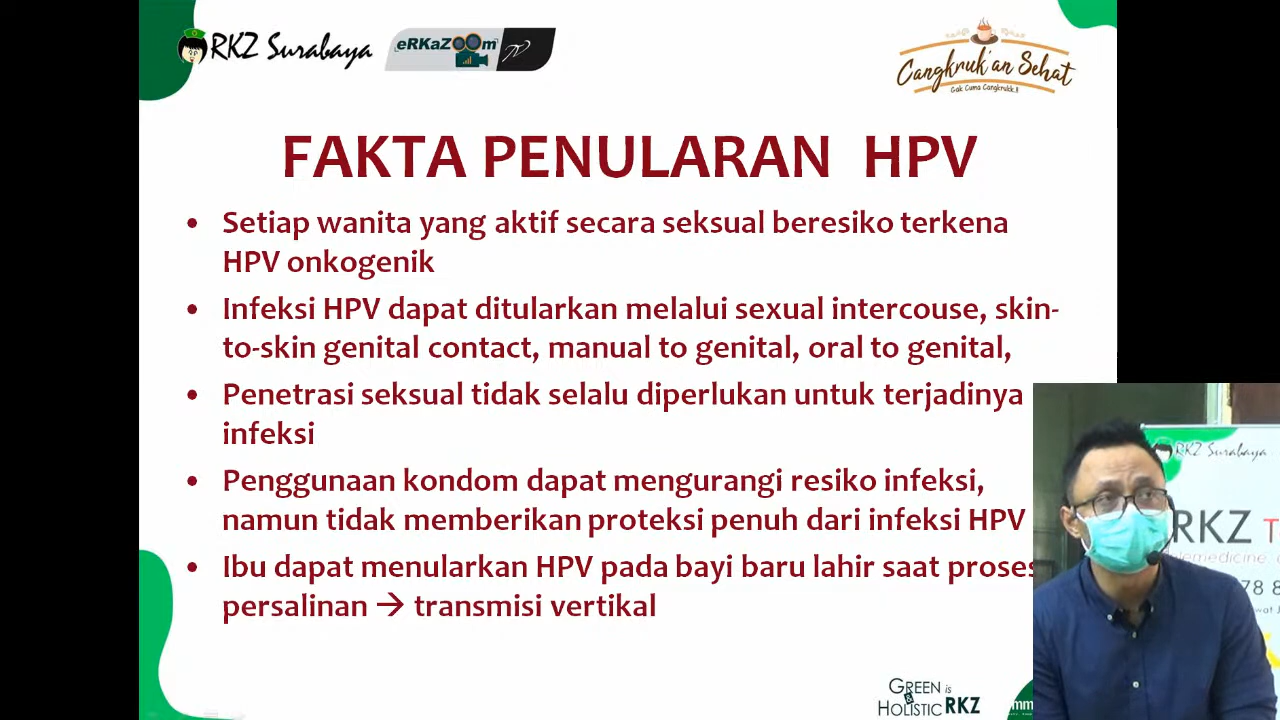 RKZ Surabaya
eRKaZOOm
TV
Cangkruk'an Sehat
Gak Cuma Cangkrukk..!!
FAKTA PENULARAN HPV
• Setiap wanita yang aktif secara seksual beresiko terkena
HPV onkogenik
• Infeksi HPV dapat ditularkan melalui sexual intercouse, skin-
to-skin genital contact, manual to genital, oral to genital,
• Penetrasi seksual tidak selalu diperlukan untuk terjadinya
infeksi
• Penggunaan kondom dapat mengurangi resiko infeksi,
namun tidak memberikan proteksi penuh dari infeksi HPV
• Ibu dapat menularkan HPV pada bayi baru lahir saat proses
persalinan → transmisi vertikal
RKZ Surabaya
RKZ T
78 8
GREEN is
HOLISTIC RKZ